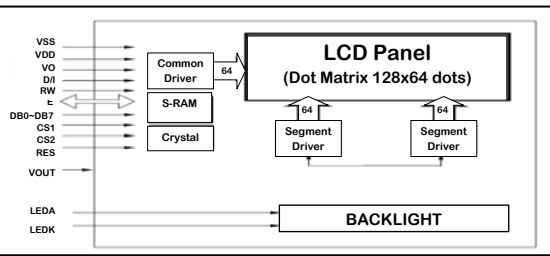 VSS
VDD
VO
D/I
RW
E
DB0~DB7
CS1
CS2
RES
VOUT
LEDA
LEDK
Common
Driver
S-RAM
Crystal
64
LCD Panel
(Dot Matrix 128x64 dots)
64
64
Segment
Driver
Segment
Driver
BACKLIGHT